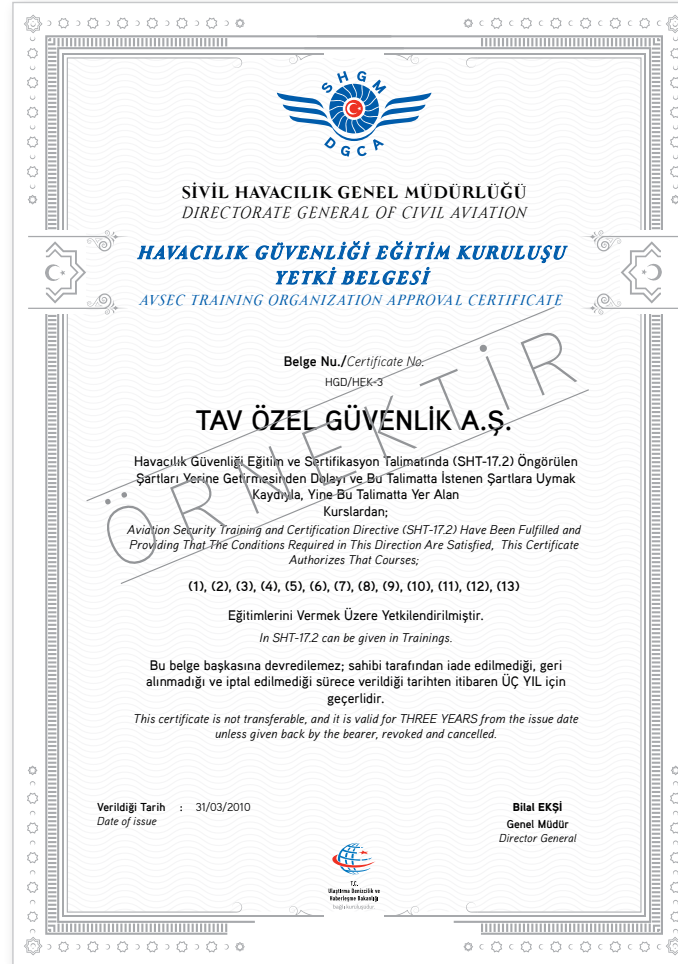 SHGM
DGCA
SİVİL HAVACILIK GENEL MÜDÜRLÜĞÜ
DIRECTORATE GENERAL OF CIVIL AVIATION
HAVACILIK GÜVENLİĞİ EĞİTİM KURULUŞU
YETKİ BELGESİ
AVSEC TRAINING ORGANIZATION APPROVAL CERTIFICATE
Belge Nu./Certificate No.
HGD/HEK-3
TAV ÖZEL GÜVENLİK A.Ş.
ÖRNEKTİR
Havacılık Güvenliği Eğitim ve Sertifikasyon Talimatında (SHT-17.2) Öngörülen
Şartları Yerine Getirmesinden Dolayı ve Bu Talimatta İstenen Şartlara Uymak
Kaydıyla, Yine Bu Talimatta Yer Alan
Kurslardan;
Aviation Security Training and Certification Directive (SHT-17.2) Have Been Fulfilled and
Providing That The Conditions Required in This Direction Are Satisfied, This Certificate
Authorizes That Courses;
(1), (2), (3), (4), (5), (6), (7), (8), (9), (10), (11), (12), (13)
Eğitimlerini Vermek Üzere Yetkilendirilmiştir.
In SHT-17.2 can be given in Trainings.
Bu belge başkasına devredilemez; sahibi tarafından iade edilmediği, geri
alınmadığı ve iptal edilmediği sürece verildiği tarihten itibaren ÜÇ YIL için
geçerlidir.
This certificate is not transferable, and it is valid for THREE YEARS from the issue date
unless given back by the bearer, revoked and cancelled.
Verildiği Tarih : 31/03/2010
Date of issue
Bilal EKŞİ
Genel Müdür
Director General
T.C.
Ulaştırma Denizcilik ve
Haberleşme Bakanlığı
bağlı kuruluşudur